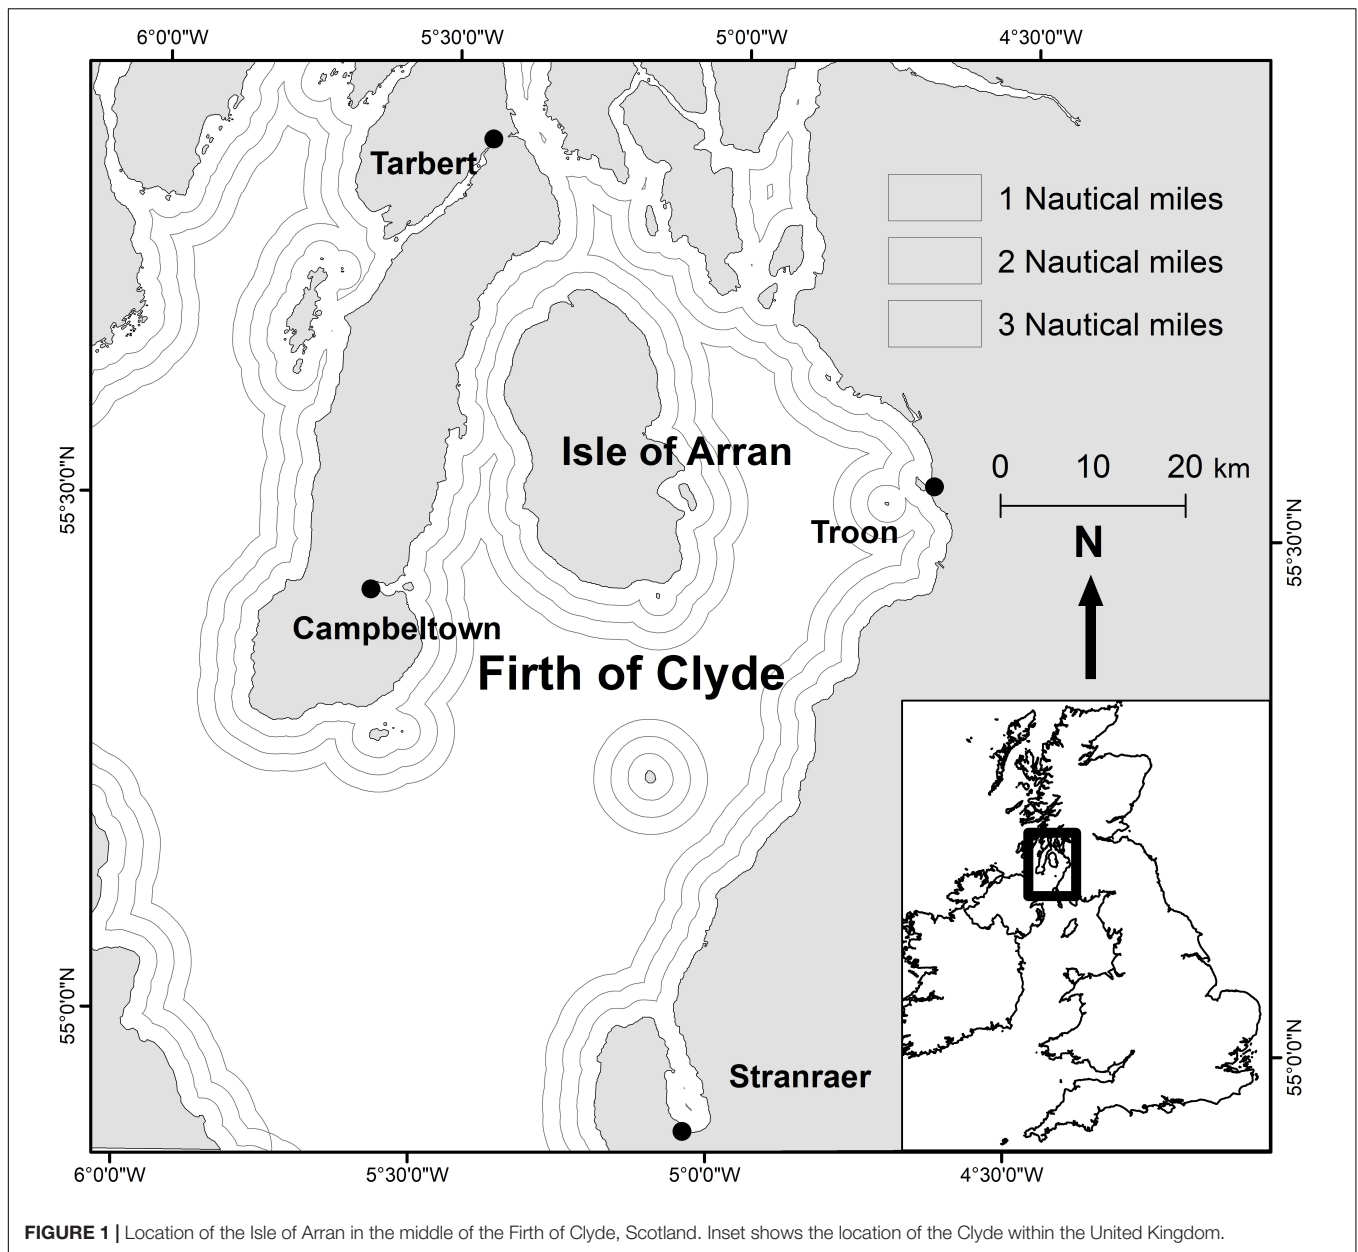 6°0'0"W 5°30'0"W 5°0'0"W 4°30'0"W
Tarbert
1 Nautical miles
2 Nautical miles
3 Nautical miles
Isle of Arran
0 10 20 km
55°30'0"N
Troon
N
55°30'0"N
Campbeltown
Firth of Clyde
55°0'0"N
Stranraer
55°0'0"N
6°0'0"W 5°30'0"W 5°0'0"W 4°30'0"W
FIGURE 1 | Location of the Isle of Arran in the middle of the Firth of Clyde, Scotland. Inset shows the location of the Clyde within the United Kingdom.